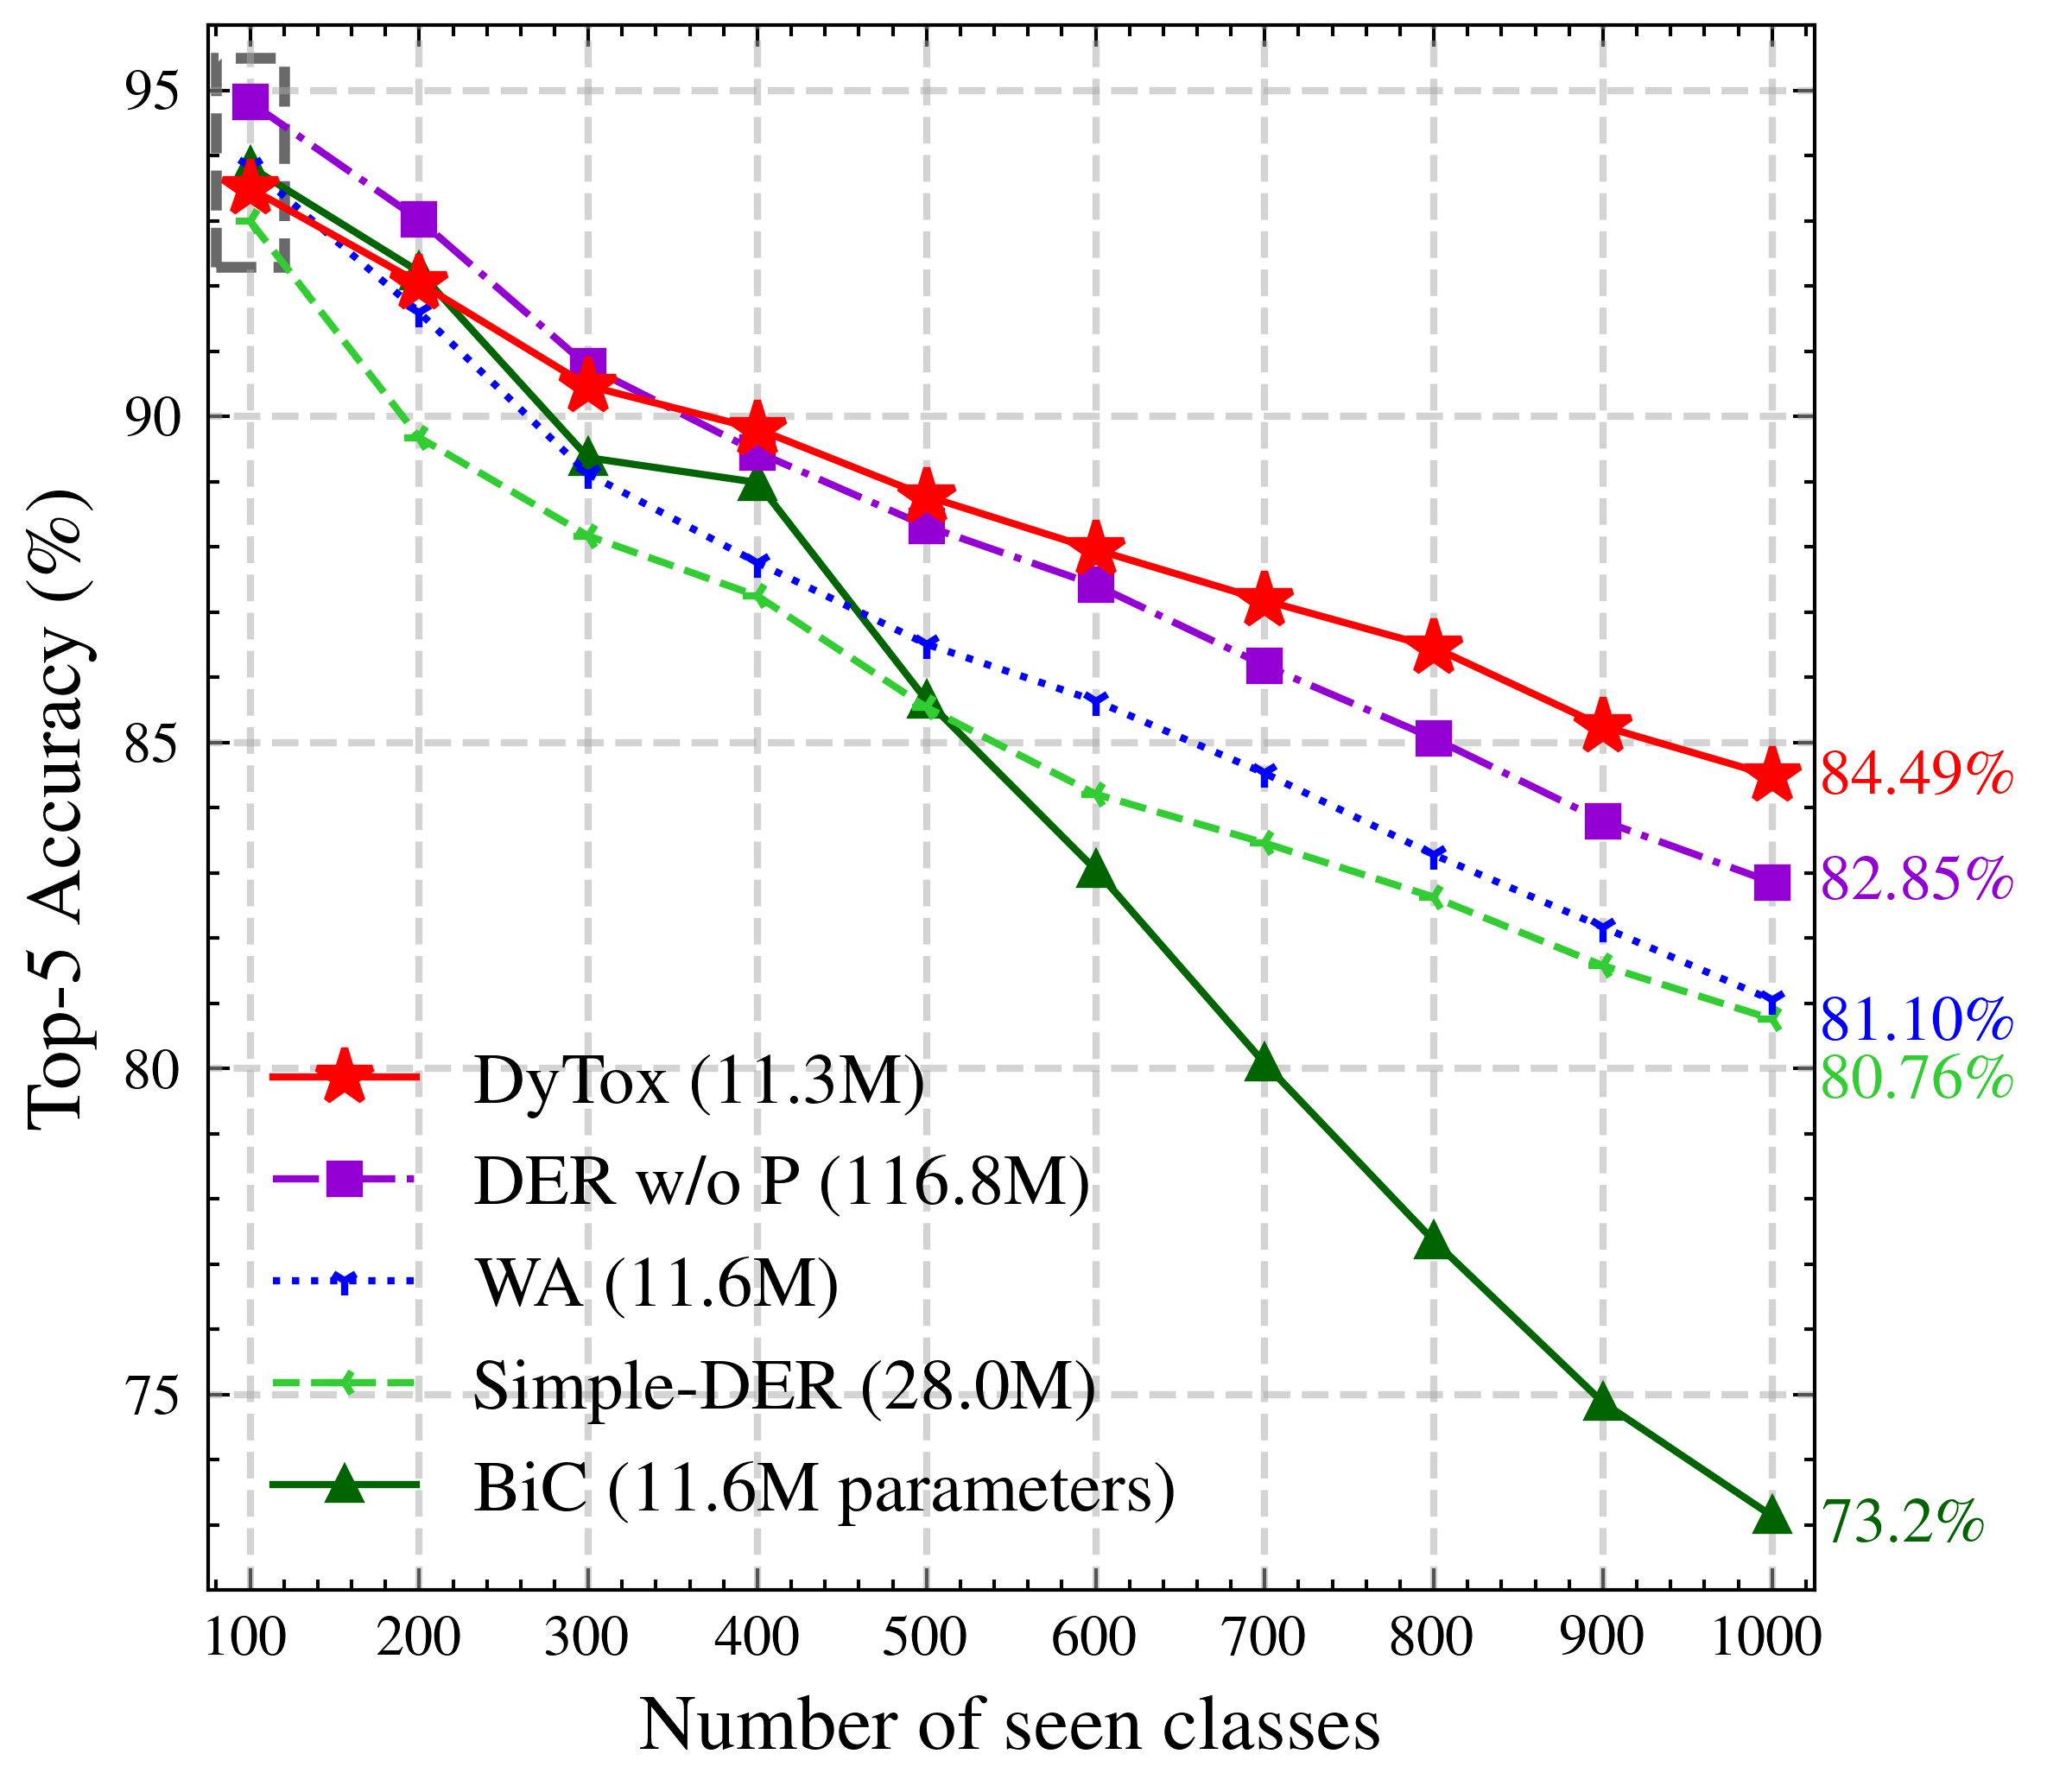 Top-5 Accuracy (%)
95
90
85
80
75
DyTox (11.3M)
DER w/o P (116.8M)
WA (11.6M)
Simple-DER (28.0M)
BiC (11.6M parameters)
84.49%
82.85%
81.10%
80.76%
73.2%
100 200 300 400 500 600 700 800 900 1000
Number of seen classes